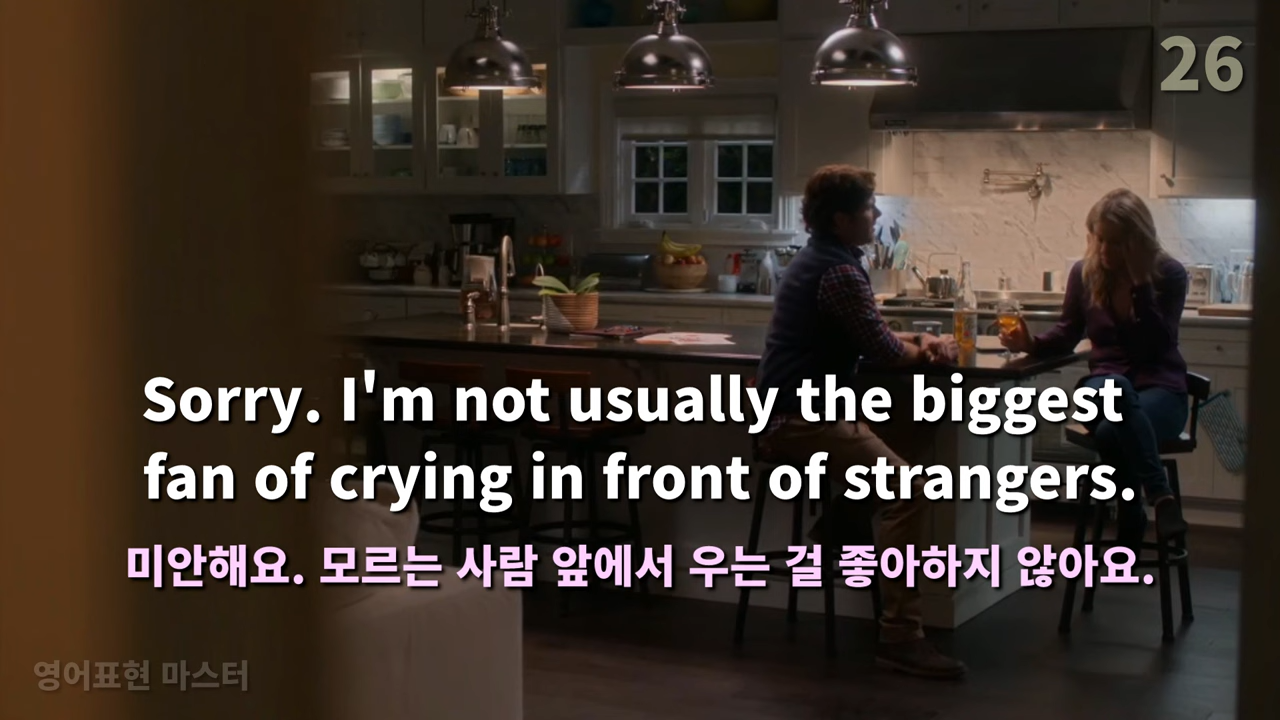 26
Sorry. I'm not usually the biggest
fan of crying in front of strangers.
미안해요. 모르는 사람 앞에서 우는 걸 좋아하지 않아요.
영어표현 마스터